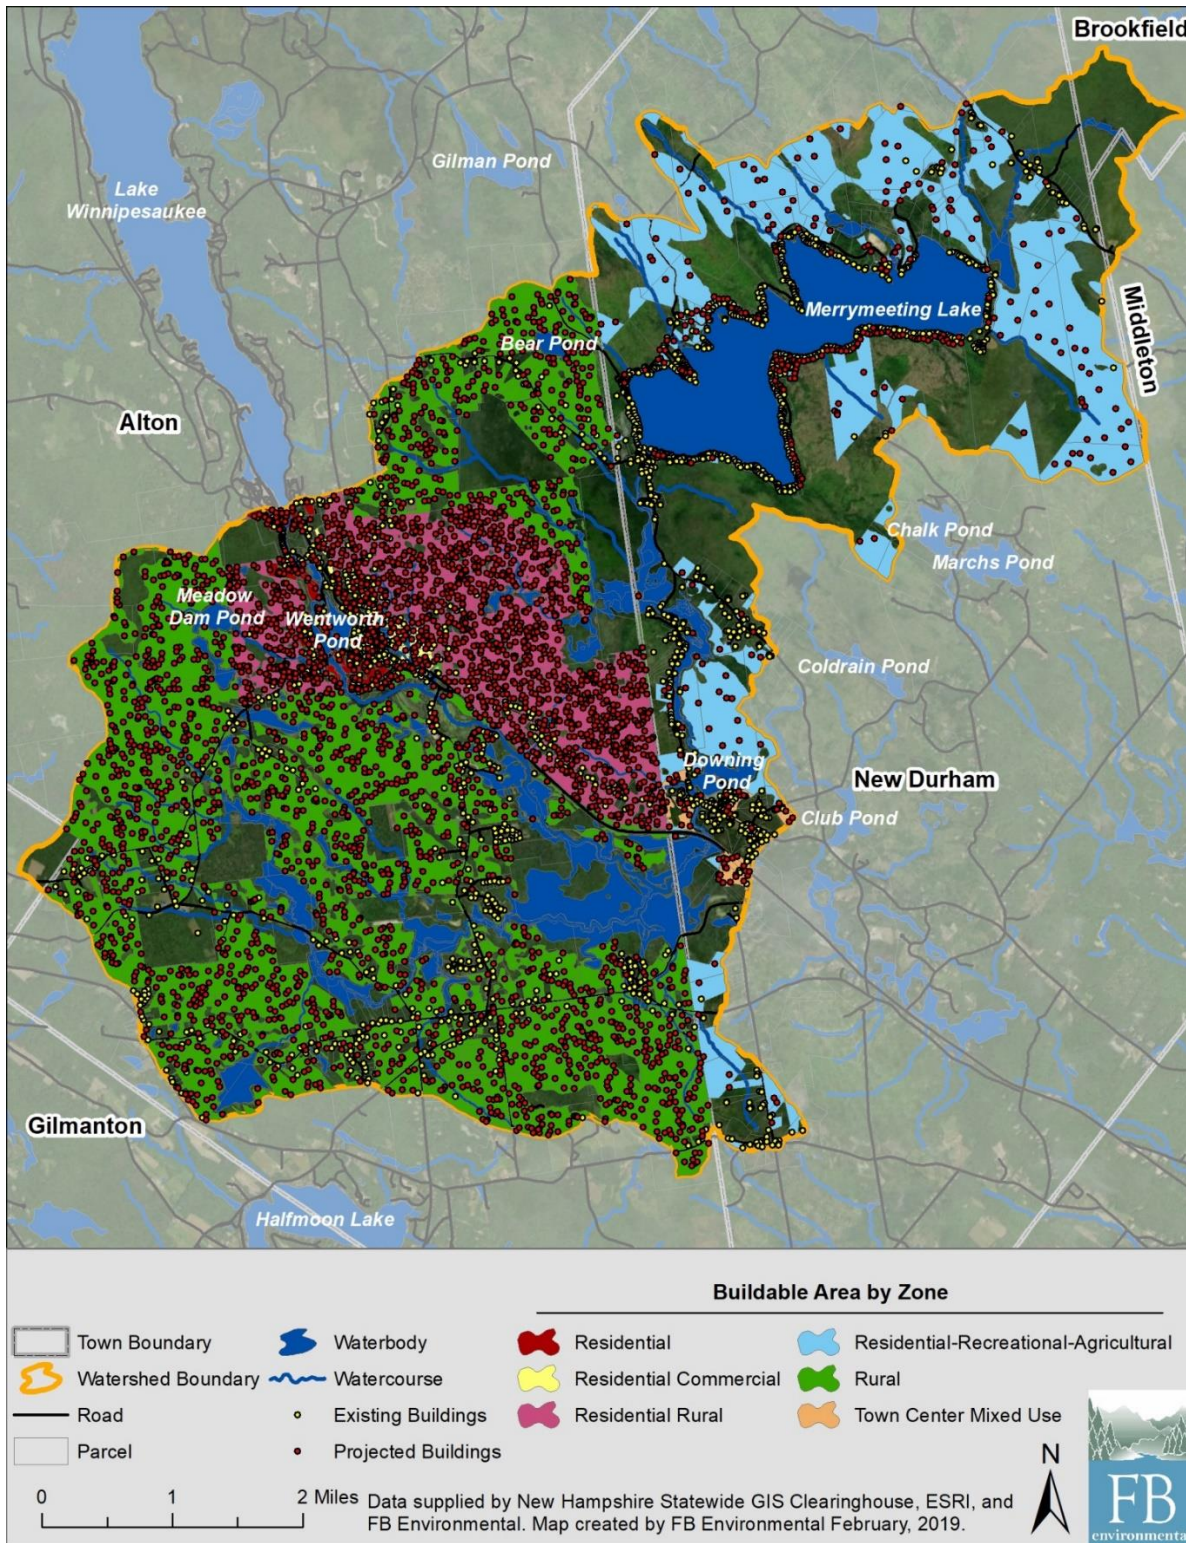 Brookfield
Gilman Pond
Lake
Winnipesaukee
Merrymeeting Lake
Middleton
Bear Pond
Alton
Chalk Pond
Marchs Pond
Meadow
Dam Pond
Wentworth
Pond
Coldrain Pond
Downing
Pond
New Durham
Club Pond
Gilmanton
Halfmoon Lake
Buildable Area by Zone
Town Boundary
Waterbody
Residential
Residential-Recreational-Agricultural
Watershed Boundary
Watercourse
Residential Commercial
Rural
Road
Existing Buildings
Residential Rural
Town Center Mixed Use
Parcel
Projected Buildings
N
0 1 2 Miles
Data supplied by New Hampshire Statewide GIS Clearinghouse, ESRI, and
FB Environmental. Map created by FB Environmental February, 2019.
FB
environmental